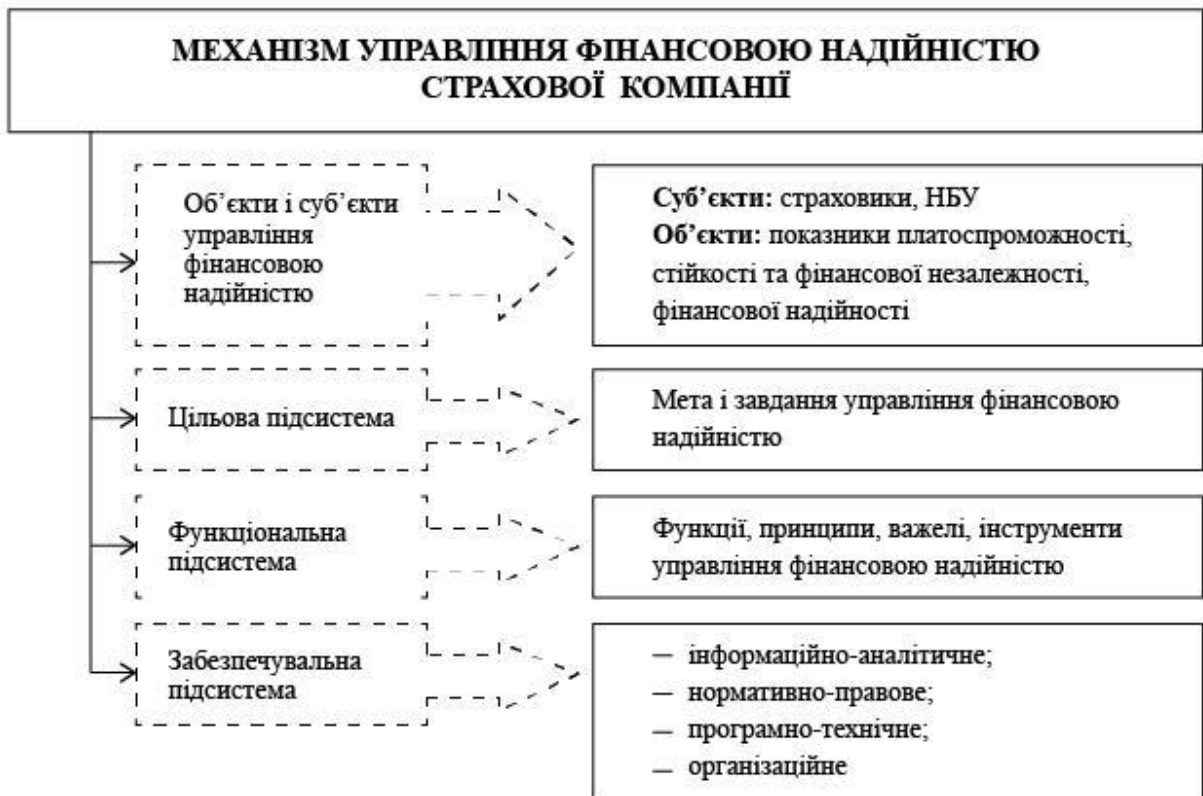 МЕХАНІЗМ УПРАВЛІННЯ ФІНАНСОВОЮ НАДІЙНІСТЮ
СТРАХОВОЇ КОМПАНІЇ
Об’єкти і суб’єкти
управління
фінансовою
надійністю
Суб’єкти: страховики, НБУ
Об’єкти: показники платоспроможності,
стійкості та фінансової незалежності,
фінансової надійності
Цільова підсистема
Мета і завдання управління фінансовою
надійністю
Функціональна
підсистема
Функції, принципи, важелі, інструменти
управління фінансовою надійністю
Забезпечувальна
підсистема
— інформаційно-аналітичне;
— нормативно-правове;
— програмно-технічне;
— організаційне